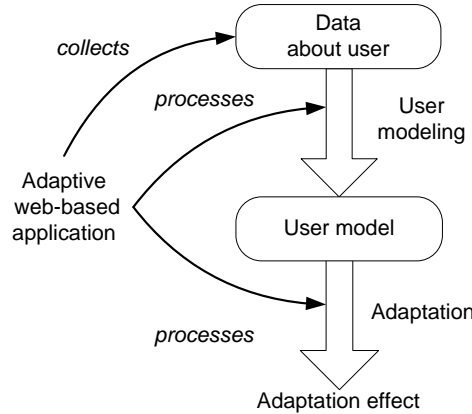 Data
about user
collects
processes
User
modeling
Adaptive
web-based
application
User model
processes
Adaptation
Adaptation effect